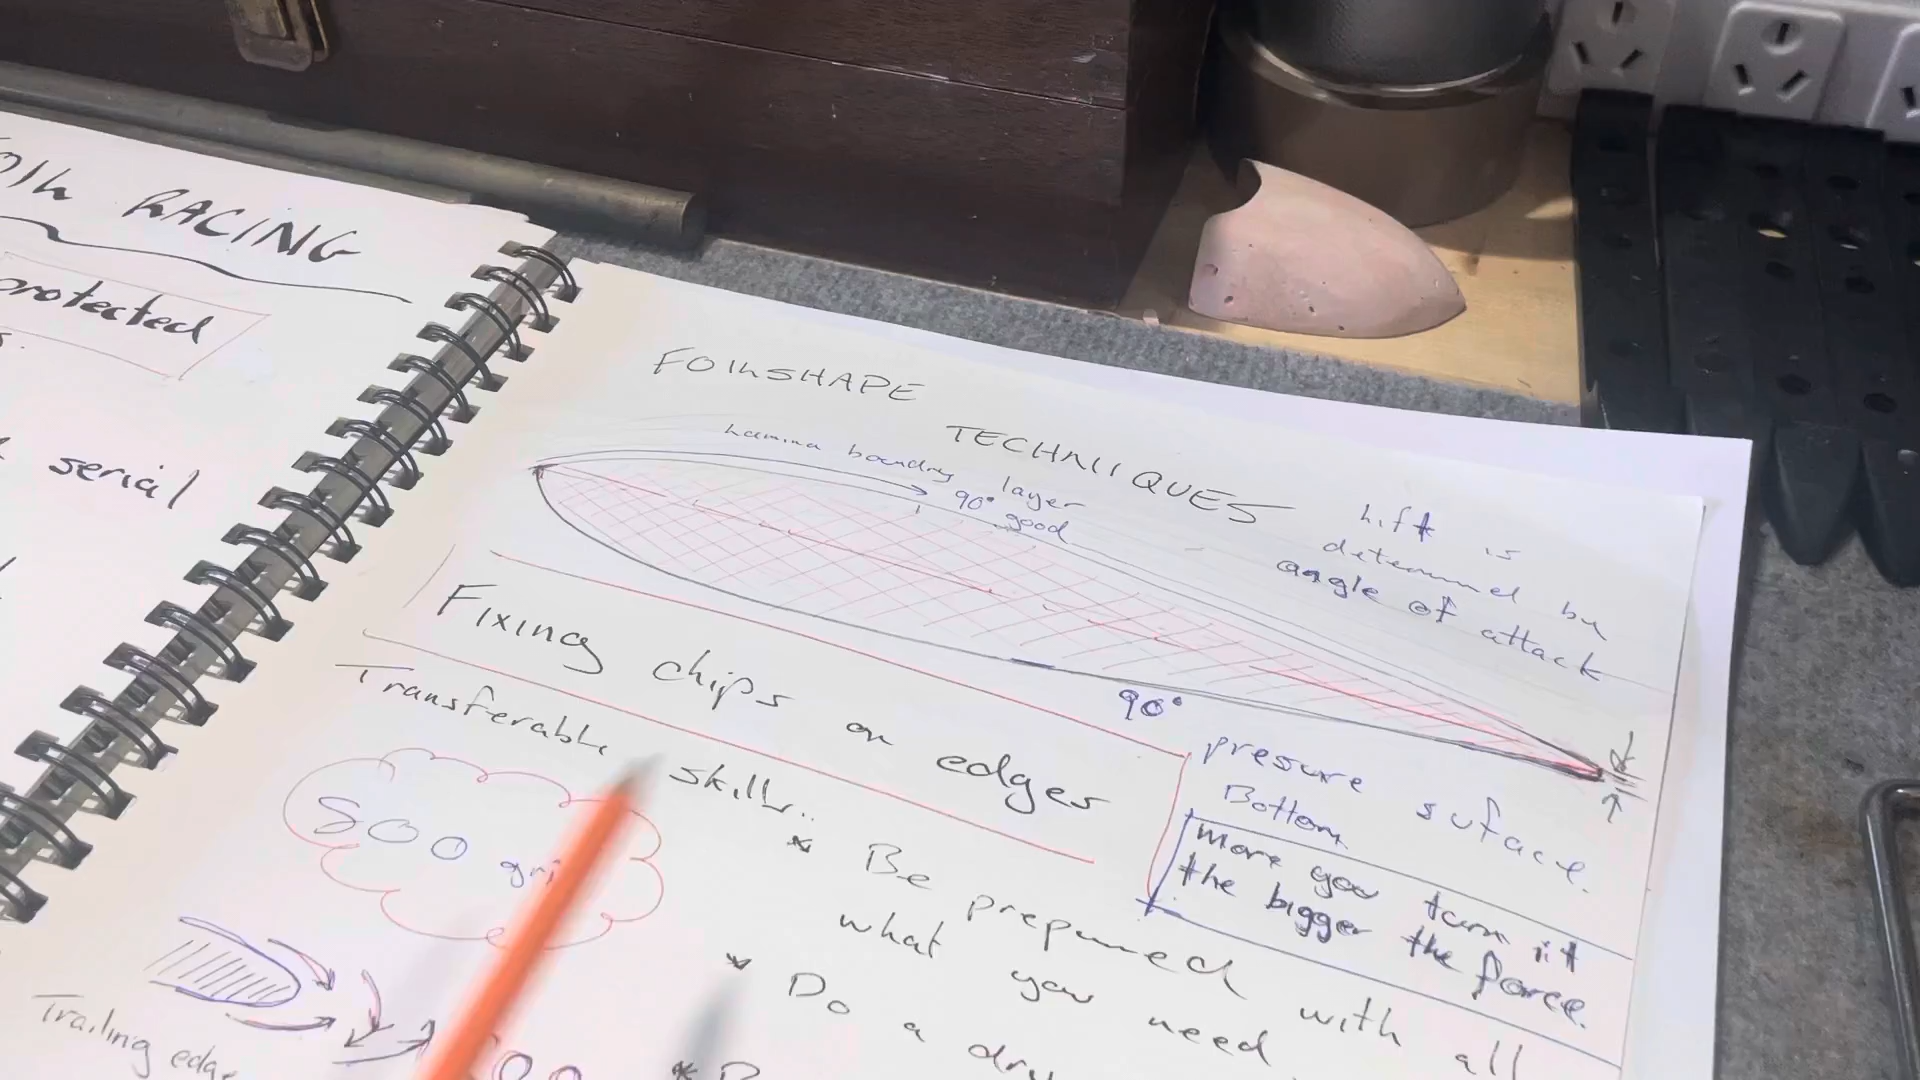 RACING
protected
serial
FOILSHAPE
TECHNIIQUES
Lamina boundry layer
90° good
Lift is
determined by
angle of attack
90°
presure suface.
Bottom
More you turn it
the bigger the force.
Fixing chips on edges
Transferable skills..
800 gri
* Be prepared with all
what you need
* Do a dry
*
Trailing edge